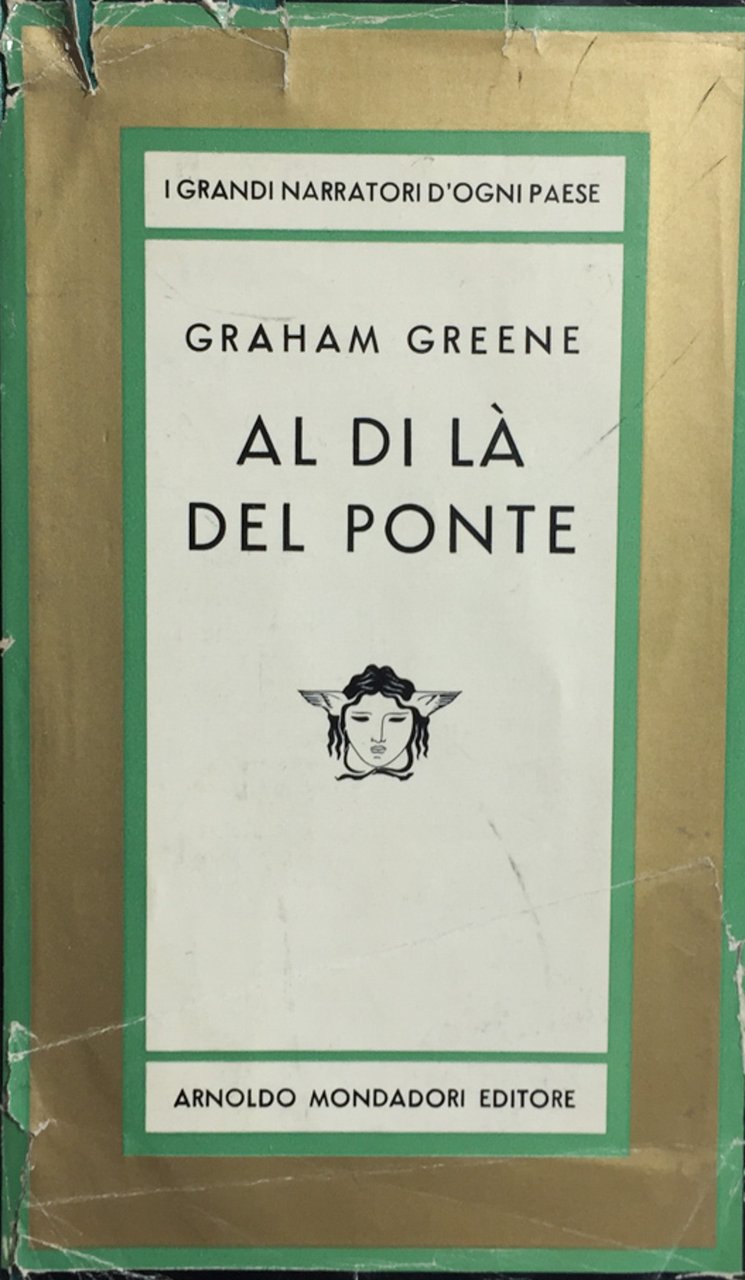 I GRANDI NARRATORI D'OGNI PAESE
GRAHAM GREENE
AL DI LÀ
DEL PONTE
ARNOLDO MONDADORI EDITORE